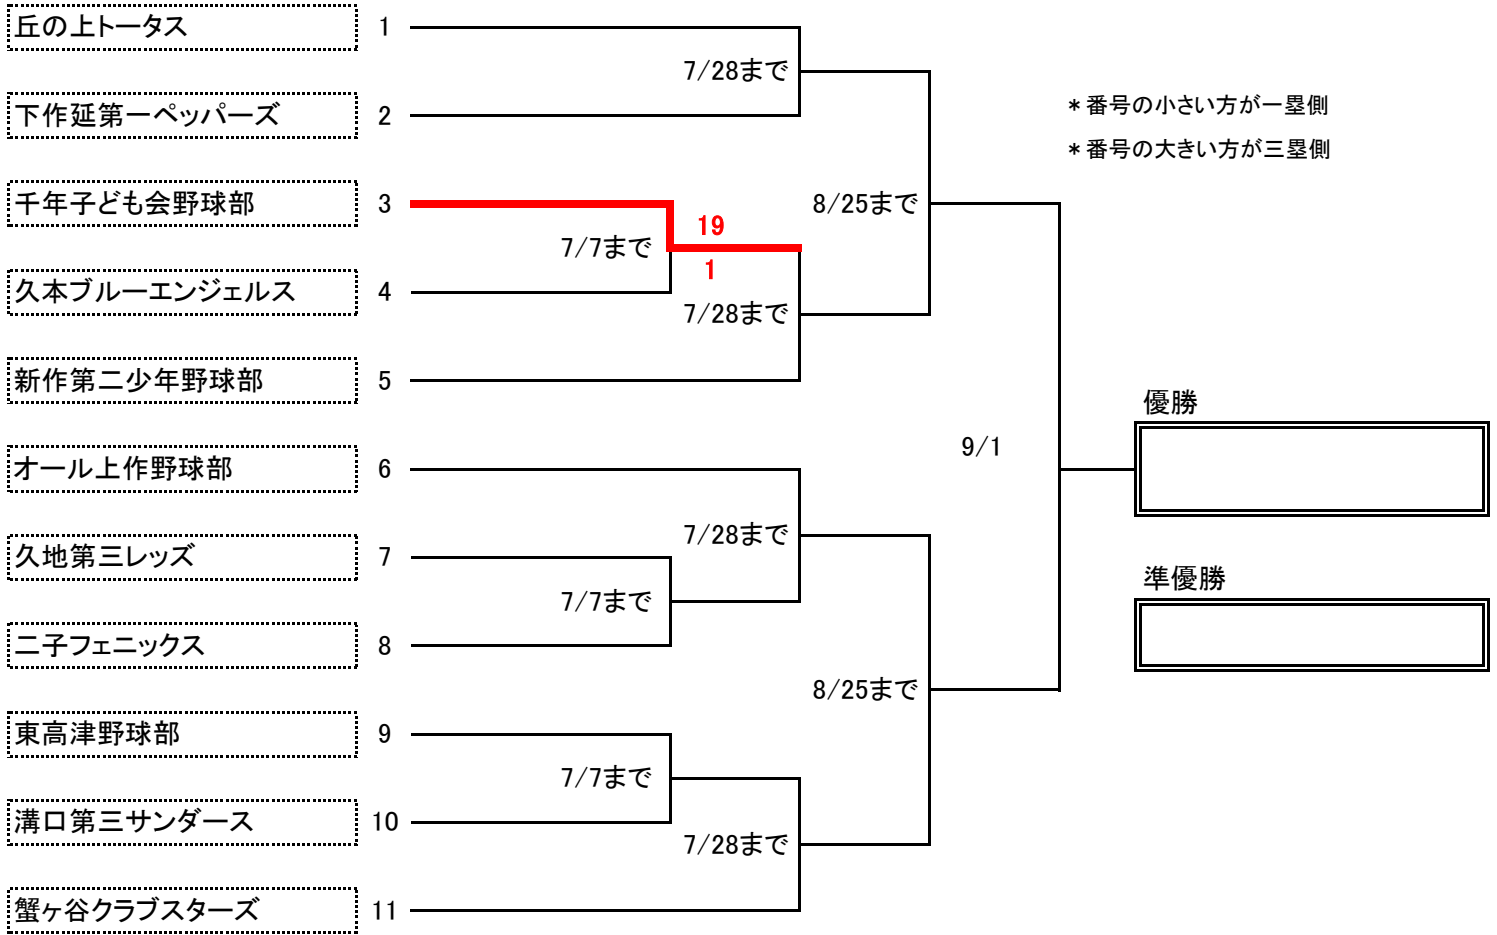 丘の上トータス 1
7/28まで
下作延第一ペッパーズ 2
＊番号の小さい方が一塁側
＊番号の大きい方が三塁側
千年子ども会野球部 3
8/25まで
19
7/7まで
1
久本ブルーエンジェルス 4
7/28まで
新作第二少年野球部 5
優勝
9/1
オール上作野球部 6
7/28まで
久地第三レッズ 7
準優勝
7/7まで
二子フェニックス 8
8/25まで
東高津野球部 9
7/7まで
溝口第三サンダース 10
7/28まで
蟹ヶ谷クラブスターズ 11